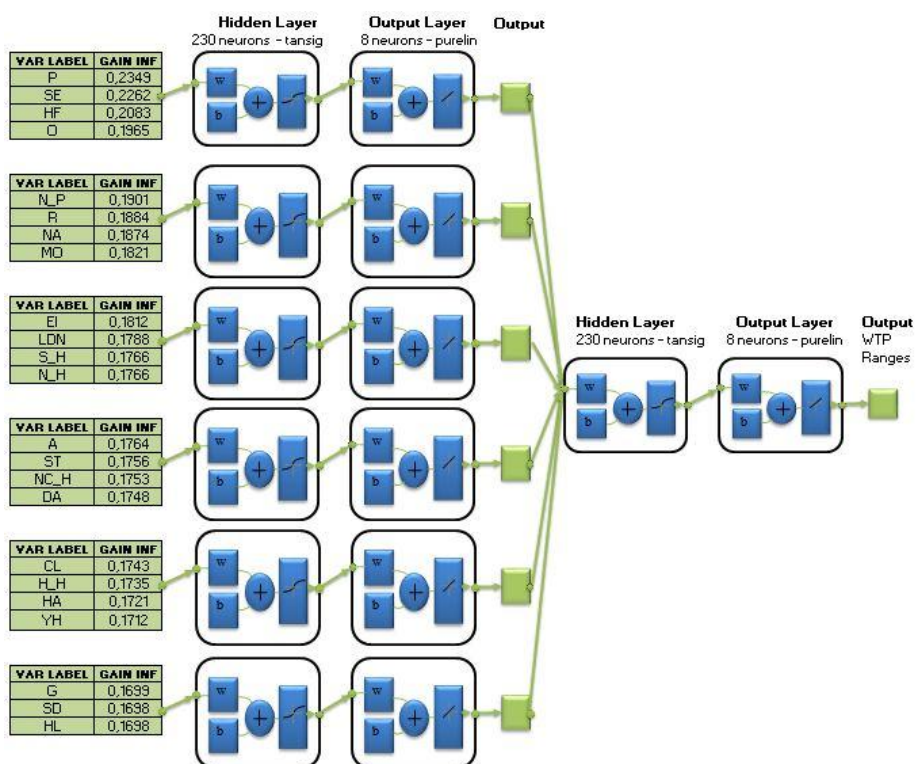 Hidden Layer Output Layer Output
230 neurons - tansig 8 neurons - purelin
VAR LABEL GAIN INF
P 0,2349
SE 0,2262
HF 0,2083
O 0,1965
w
b
w
b
VAR LABEL GAIN INF
N_P 0,1901
R 0,1884
NA 0,1874
MO 0,1821
w
b
w
b
VAR LABEL GAIN INF
EI 0,1812
LDN 0,1788
S_H 0,1766
N_H 0,1766
w
b
w
b
Hidden Layer Output Layer Output
230 neurons - tansig 8 neurons - purelin WTP
Ranges
w
b
w
b
VAR LABEL GAIN INF
A 0,1764
ST 0,1756
NC_H 0,1753
DA 0,1748
w
b
w
b
VAR LABEL GAIN INF
CL 0,1743
H_H 0,1735
HA 0,1721
YH 0,1712
w
b
w
b
VAR LABEL GAIN INF
G 0,1699
SD 0,1698
HL 0,1698
w
b
w
b